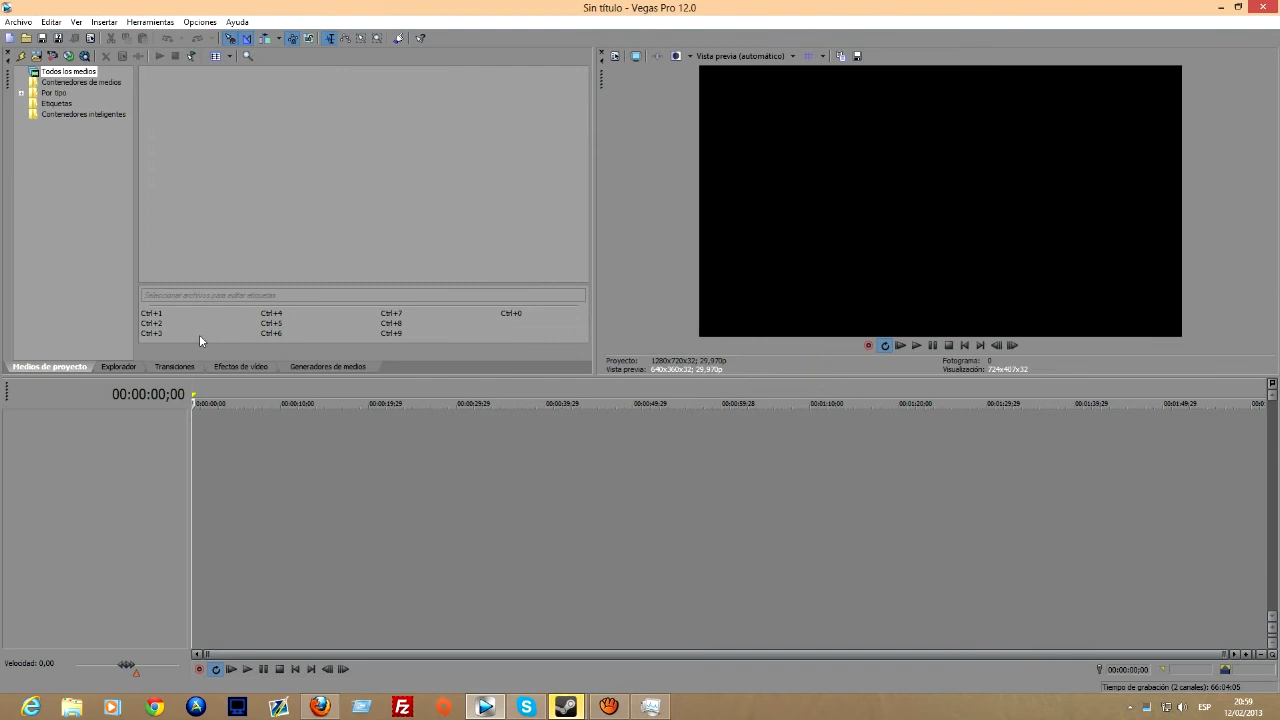 Sin título - Vegas Pro 12.0
Archivo Editar Ver Insertar Herramientas Opciones Ayuda
Vista previa (automático)
Todos los medios
Contenedores de medios
Por tipo
Etiquetas
Contenedores inteligentes
Seleccionar archivos para editar etiquetas
Ctrl+1 Ctrl+4 Ctrl+7 Ctrl+0
Ctrl+2 Ctrl+5 Ctrl+8
Ctrl+3 Ctrl+6 Ctrl+9
Medios de proyecto Explorador Transiciones Efectos de vídeo Generadores de medios
Proyecto: 1280x720x32; 29,970p Fotograma: 0
Vista previa: 640x360x32; 29,970p Visualización: 724x407x32
00:00:00;00
0:00:00;00 00:00:10;00 00:00:19;29 00:00:29;29 00:00:39;29 00:00:49;29 00:00:59;28 00:01:10;00 00:01:20;00 00:01:29;29 00:01:39;29 00:01:49;29
Velocidad: 0,00
00:00:00;00
Tiempo de grabación (2 canales): 66:04:05
ESP
20:59
12/02/2013